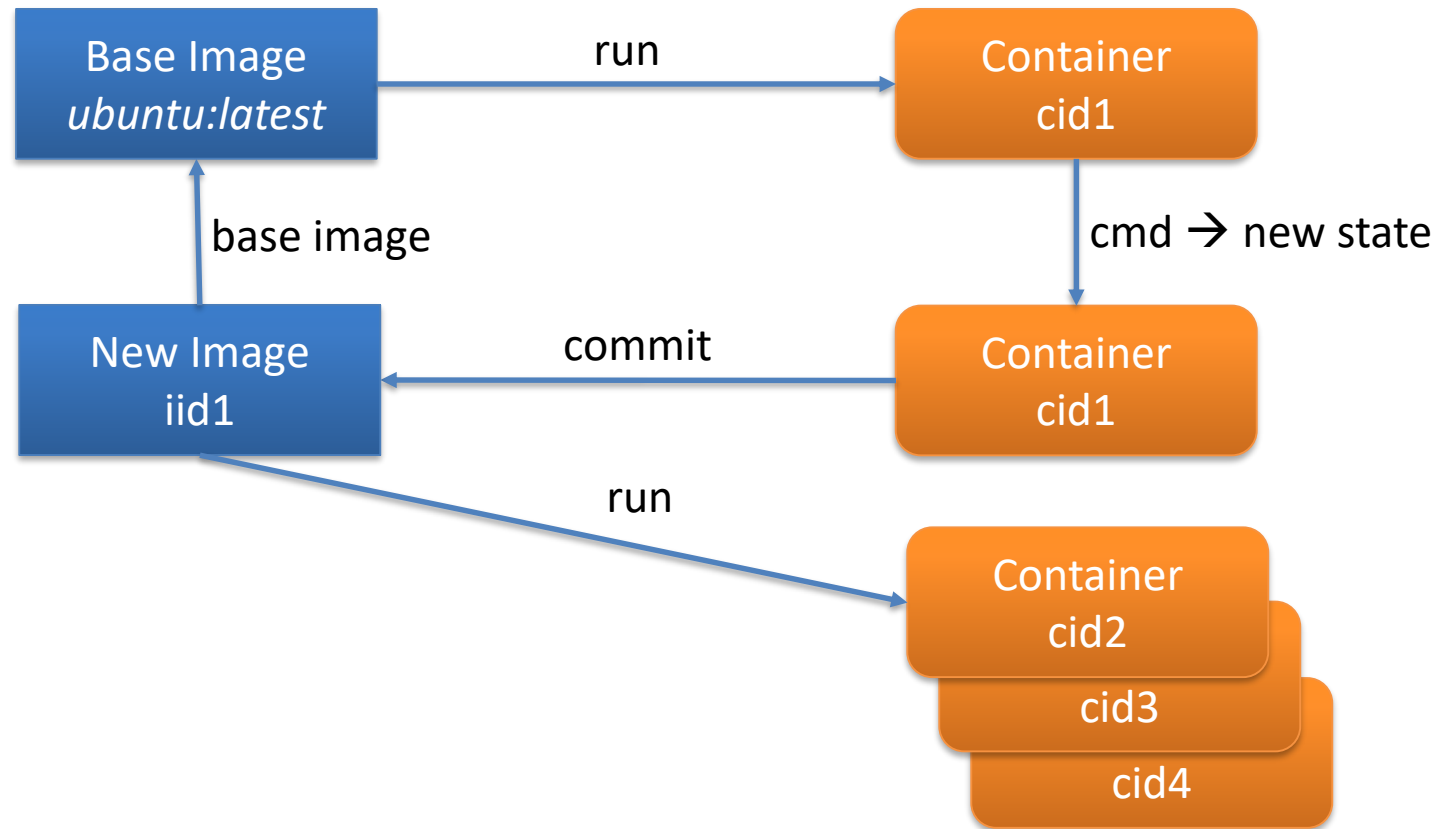 Base Image
ubuntu:latest
run
Container
cid1
base image
cmd → new state
New Image
iid1
commit
Container
cid1
run
Container
cid2
cid3
cid4